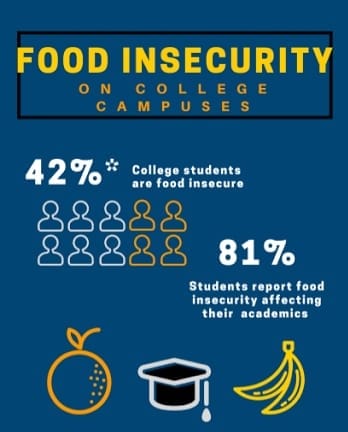 FOOD INSECURITY
ON COLLEGE
CAMPUSES
42%*
College students
are food insecure
81%
Students report food
insecurity affecting
their academics